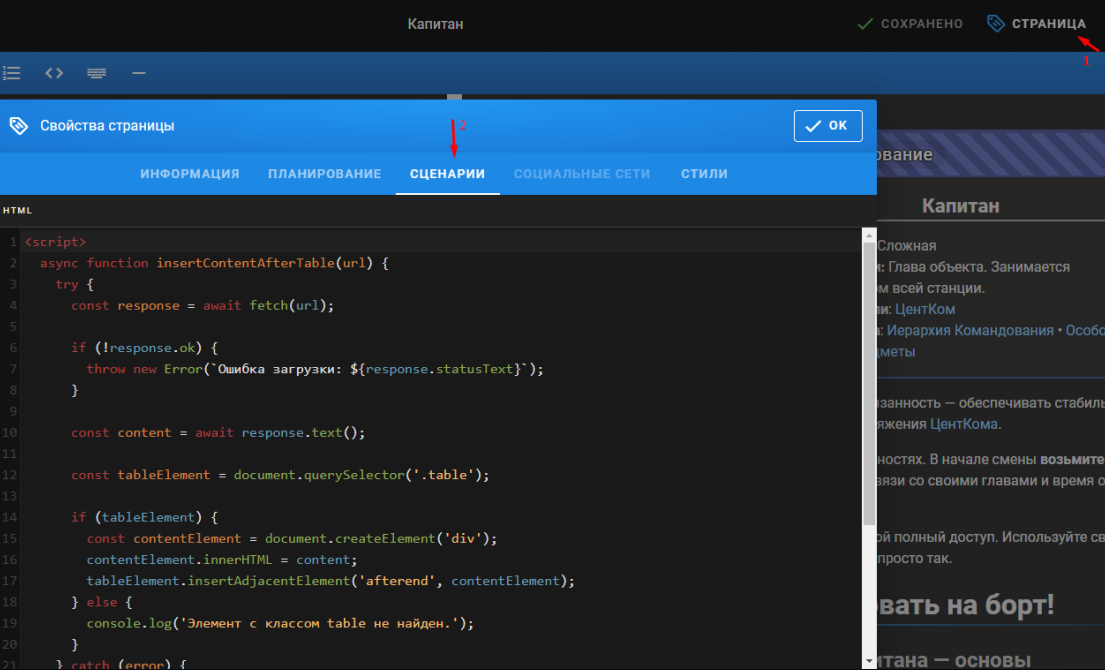 Капитан
СОХРАНЕНО
СТРАНИЦА
1
Свойства страницы
2
OK
ИНФОРМАЦИЯ
ПЛАНИРОВАНИЕ
СЦЕНАРИИ
СОЦИАЛЬНЫЕ СЕТИ
СТИЛИ
HTML
1 <script>
2 async function insertContentAfterTable(url) {
3 try {
4 const response = await fetch(url);
5
6 if (!response.ok) {
7 throw new Error(`Ошибка загрузки: ${response.statusText}`);
8 }
9
10 const content = await response.text();
11
12 const tableElement = document.querySelector('.table');
13
14 if (tableElement) {
15 const contentElement = document.createElement('div');
16 contentElement.innerHTML = content;
17 tableElement.insertAdjacentElement('afterend', contentElement);
18 } else {
19 console.log('Элемент с классом table не найден.');
20 }
21 } catch (error) {
ование
Капитан
Сложная
: Глава объекта. Занимается
м всей станции.
ли: ЦентКом
а: Иерархия Командования • Особо
дметы
язанность — обеспечивать стабиль
яжения ЦентКома.
ностях. В начале смены возьмите
вязи со своими главами и время о
ой полный доступ. Используйте св
просто так.
вать на борт!
итана — основы